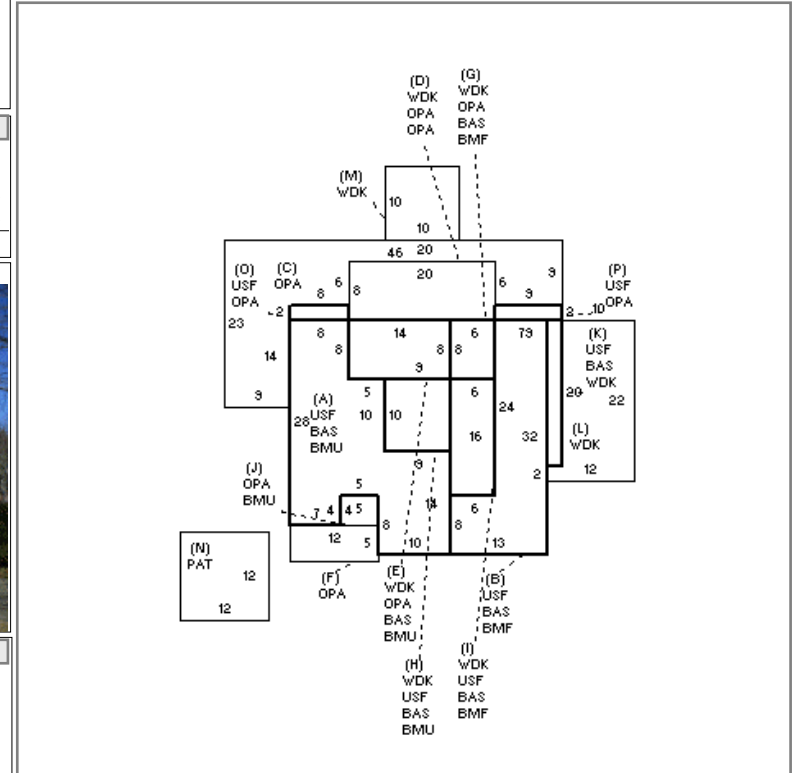 (D)
WDK
OPA
OPA
(G)
WDK
OPA
BAS
BMF
(M)
WDK
10
10
46 20
20
(O)
USF
OPA
(C)
OPA
6
8
8
6
9
9
(P)
USF
OPA
2
2
10
23
14
9
8
8
14
8
9
6
8
79
(K)
USF
BAS
WDK
20
22
(A)
USF
BAS
BMU
28
5
10
10
9
6
16
24
32
(L)
WDK
12
2
(J)
OPA
BMU
7
4
4 5
5
12
5
8
14
10
6
8
13
(N)
PAT
12
12
(F)
OPA
(E)
WDK
OPA
BAS
BMU
(B)
USF
BAS
BMF
(H)
WDK
USF
BAS
BMU
(I)
WDK
USF
BAS
BMF